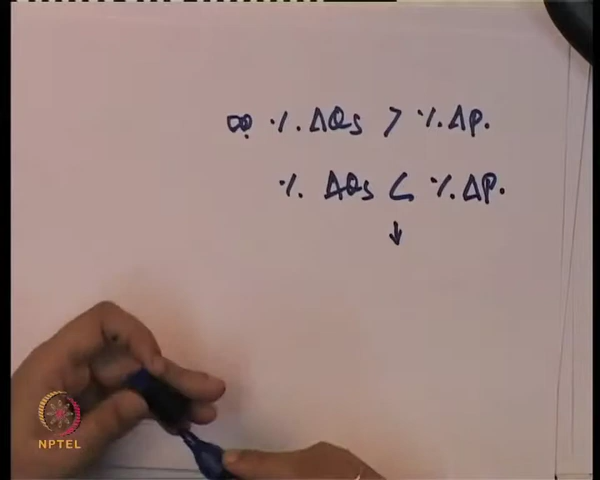 ∞ %. ΔQs > %. ΔP.
%. ΔQs < %. ΔP.
↓
NPTEL